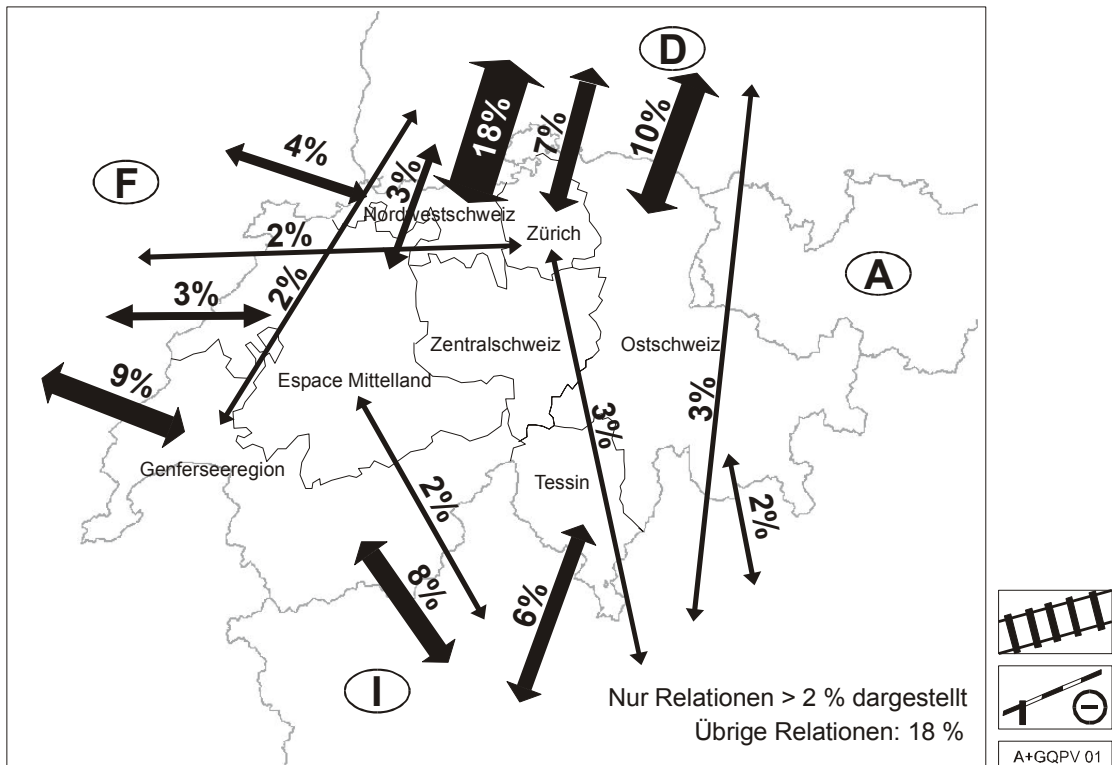 D
18%
7%
10%
4%
F
3%
Nordwestschweiz
Zürich
2%
A
2%
3%
Zentralschweiz
Ostschweiz
Espace Mittelland
9%
3%
3%
Genferseeregion
Tessin
2%
2%
8%
6%
I
Nur Relationen > 2 % dargestellt
Übrige Relationen: 18 %
A+GQPV 01